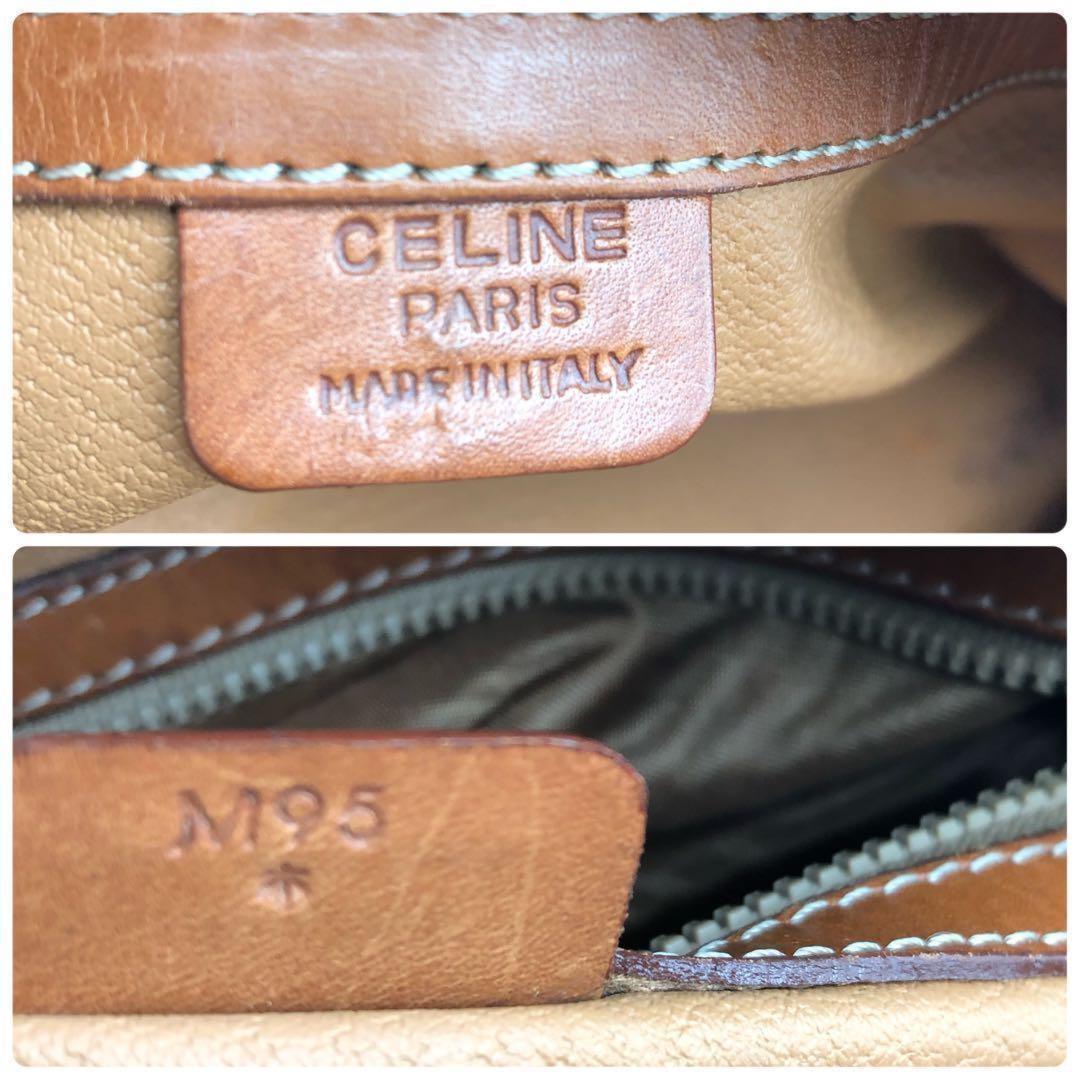 CELINE
PARIS
MADE IN ITALY
M95
*